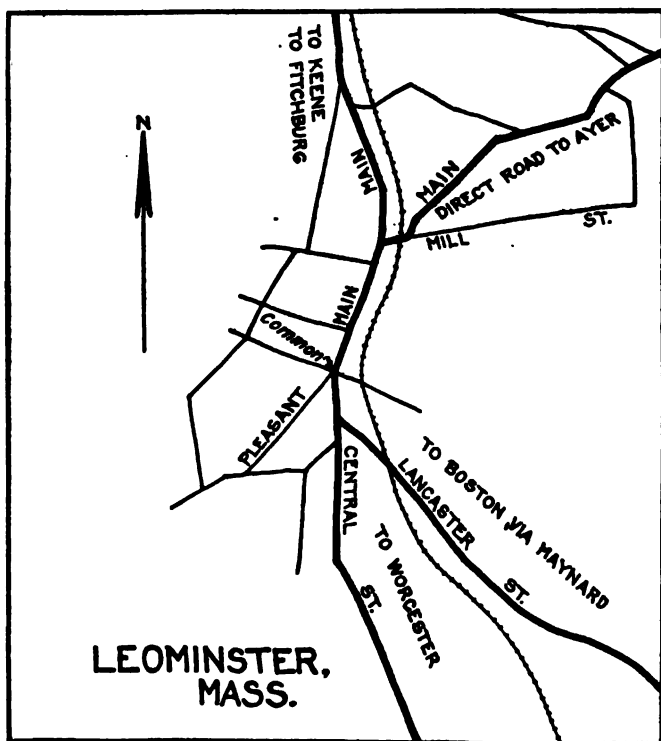 TO KEENE
TO FITCHBURG
N
MAIN
MAIN
DIRECT ROAD TO AYER
MILL ST.
MAIN
Common
PLEASANT
CENTRAL ST.
LANCASTER ST.
TO BOSTON VIA MAYNARD
TO WORCESTER
LEOMINSTER,
MASS.